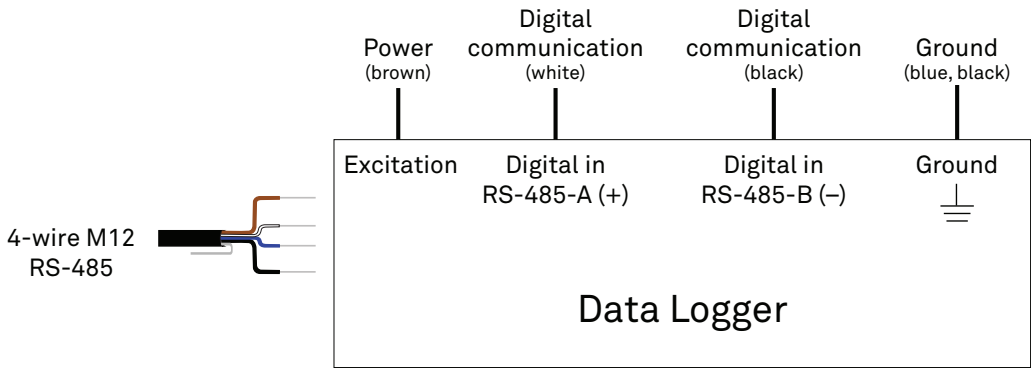 Power
(brown)
Digital
communication
(white)
Digital
communication
(black)
Ground
(blue, black)
Excitation
Digital in
RS-485-A (+)
Digital in
RS-485-B (–)
Ground
4-wire M12
RS-485
Data Logger